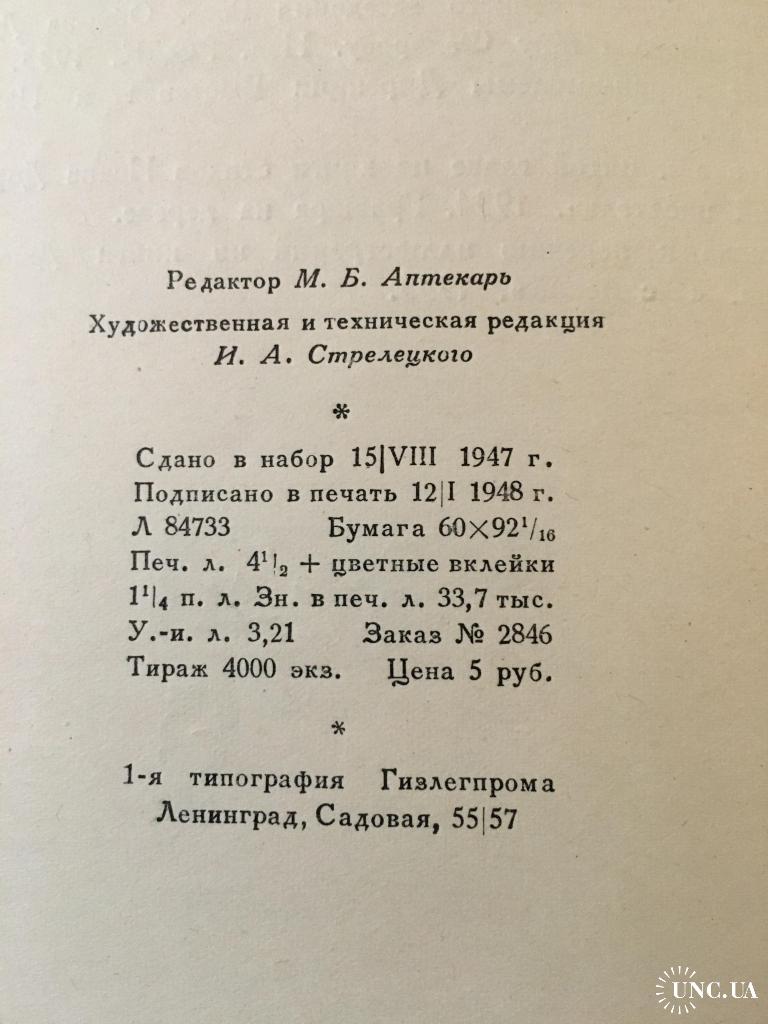 Редактор М. Б. Аптекарь
Художественная и техническая редакция
И. А. Стрелецкого
*
Сдано в набор 15|VIII 1947 г.
Подписано в печать 12|I 1948 г.
Л 84733 Бумага 60×92¹/₁₆
Печ. л. 4¹|₂ + цветные вклейки
1¹|₄ п. л. Зн. в печ. л. 33,7 тыс.
У.-и. л. 3,21 Заказ № 2846
Тираж 4000 экз. Цена 5 руб.
*
1-я типография Гизлегпрома
Ленинград, Садовая, 55|57
UNC.UA